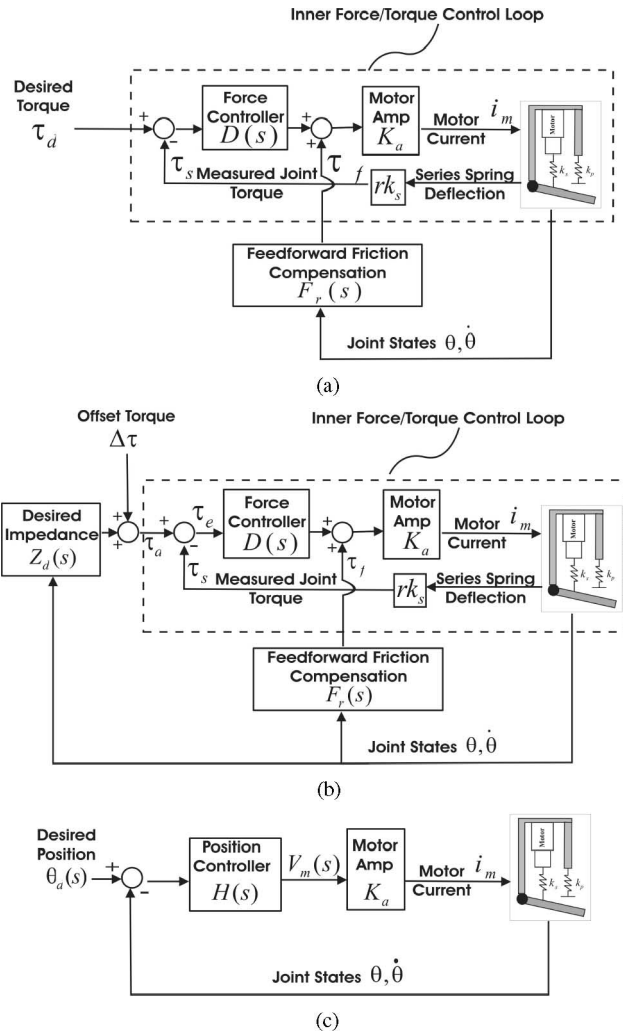 Inner Force/Torque Control Loop
Desired
Torque
τd
+
−
Force
Controller
D(s)
+
+
Motor
Amp
Ka
Motor
Current
im
Motor
ks
kp
τs
Measured Joint
Torque
τ
f
rks
Series Spring
Deflection
Feedforward Friction
Compensation
Fr(s)
Joint States θ, θ̇
(a)
Offset Torque
Δτ
Inner Force/Torque Control Loop
Desired
Impedance
Zd(s)
+
+
τa
+
−
τe
Force
Controller
D(s)
+
+
Motor
Amp
Ka
Motor
Current
im
Motor
ks
kp
τs
Measured Joint
Torque
τf
rks
Series Spring
Deflection
Feedforward Friction
Compensation
Fr(s)
Joint States θ, θ̇
(b)
Desired
Position
θa(s)
+
−
Position
Controller
H(s)
Vm(s)
Motor
Amp
Ka
Motor
Current
im
Motor
ks
kp
Joint States θ, θ̇
(c)